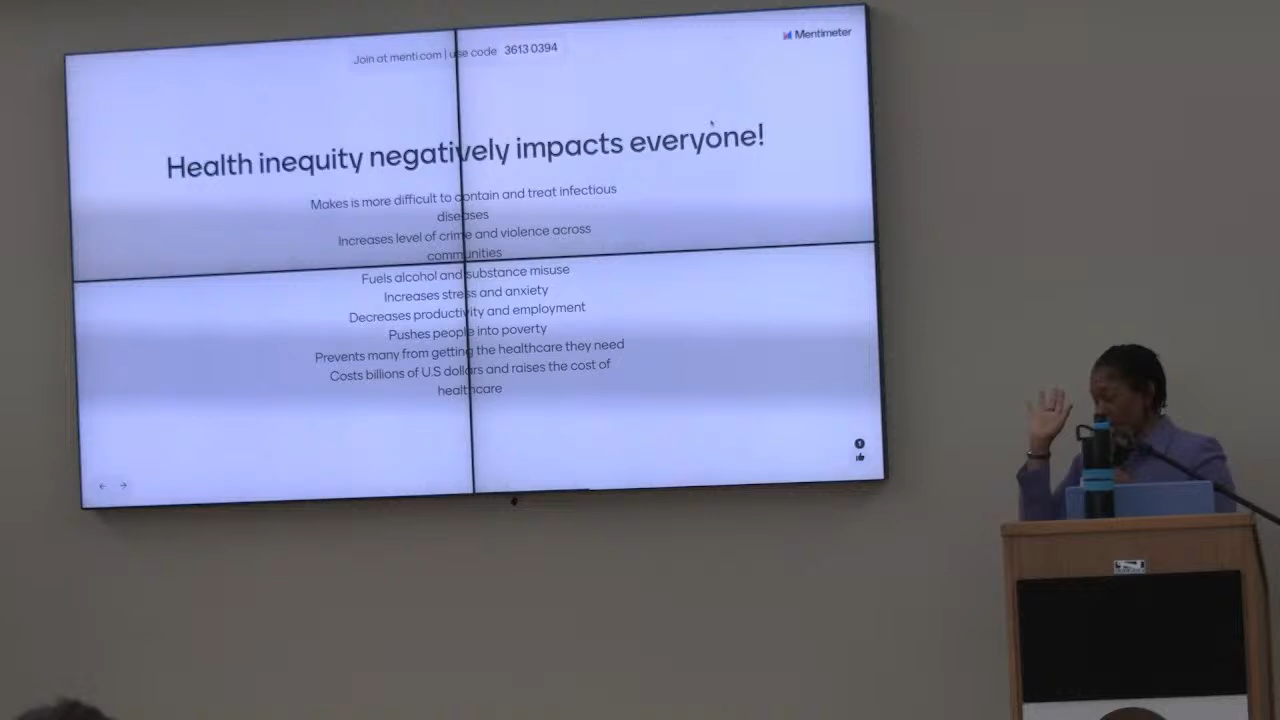 Join at menti.com | use code 3613 0394
Mentimeter
Health inequity negatively impacts everyone!
Makes is more difficult to contain and treat infectious
diseases
Increases level of crime and violence across
communities
Fuels alcohol and substance misuse
Increases stress and anxiety
Decreases productivity and employment
Pushes people into poverty
Prevents many from getting the healthcare they need
Costs billions of U.S dollars and raises the cost of
healthcare